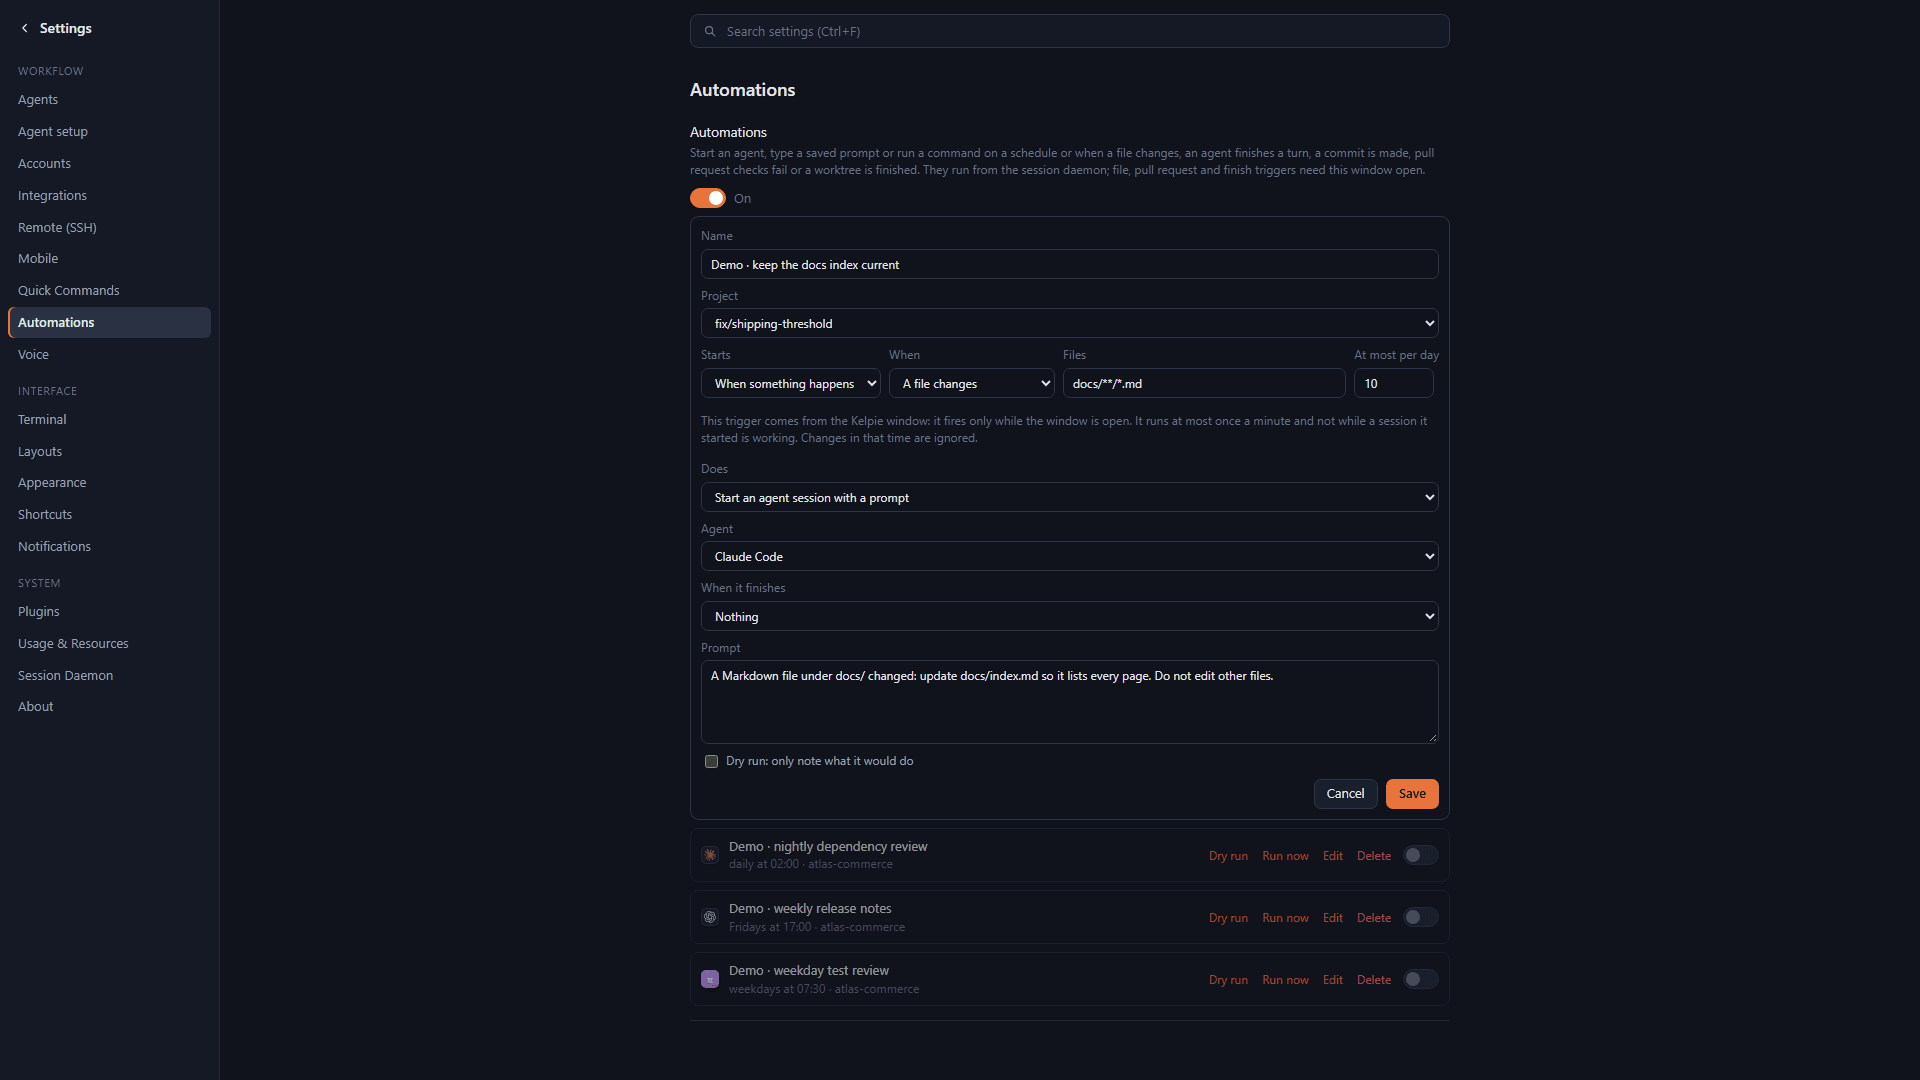 Settings
WORKFLOW
Agents
Agent setup
Accounts
Integrations
Remote (SSH)
Mobile
Quick Commands
Automations
Voice
INTERFACE
Terminal
Layouts
Appearance
Shortcuts
Notifications
SYSTEM
Plugins
Usage & Resources
Session Daemon
About
Search settings (Ctrl+F)
Automations
Automations
Start an agent, type a saved prompt or run a command on a schedule or when a file changes, an agent finishes a turn, a commit is made, pull
request checks fail or a worktree is finished. They run from the session daemon; file, pull request and finish triggers need this window open.
On
Name
Demo · keep the docs index current
Project
fix/shipping-threshold
Starts When Files At most per day
When something happens A file changes docs/**/*.md 10
This trigger comes from the Kelpie window: it fires only while the window is open. It runs at most once a minute and not while a session it
started is working. Changes in that time are ignored.
Does
Start an agent session with a prompt
Agent
Claude Code
When it finishes
Nothing
Prompt
A Markdown file under docs/ changed: update docs/index.md so it lists every page. Do not edit other files.
Dry run: only note what it would do
Cancel Save
Demo · nightly dependency review
daily at 02:00 · atlas-commerce
Dry run Run now Edit Delete
Demo · weekly release notes
Fridays at 17:00 · atlas-commerce
Dry run Run now Edit Delete
Demo · weekday test review
weekdays at 07:30 · atlas-commerce
Dry run Run now Edit Delete